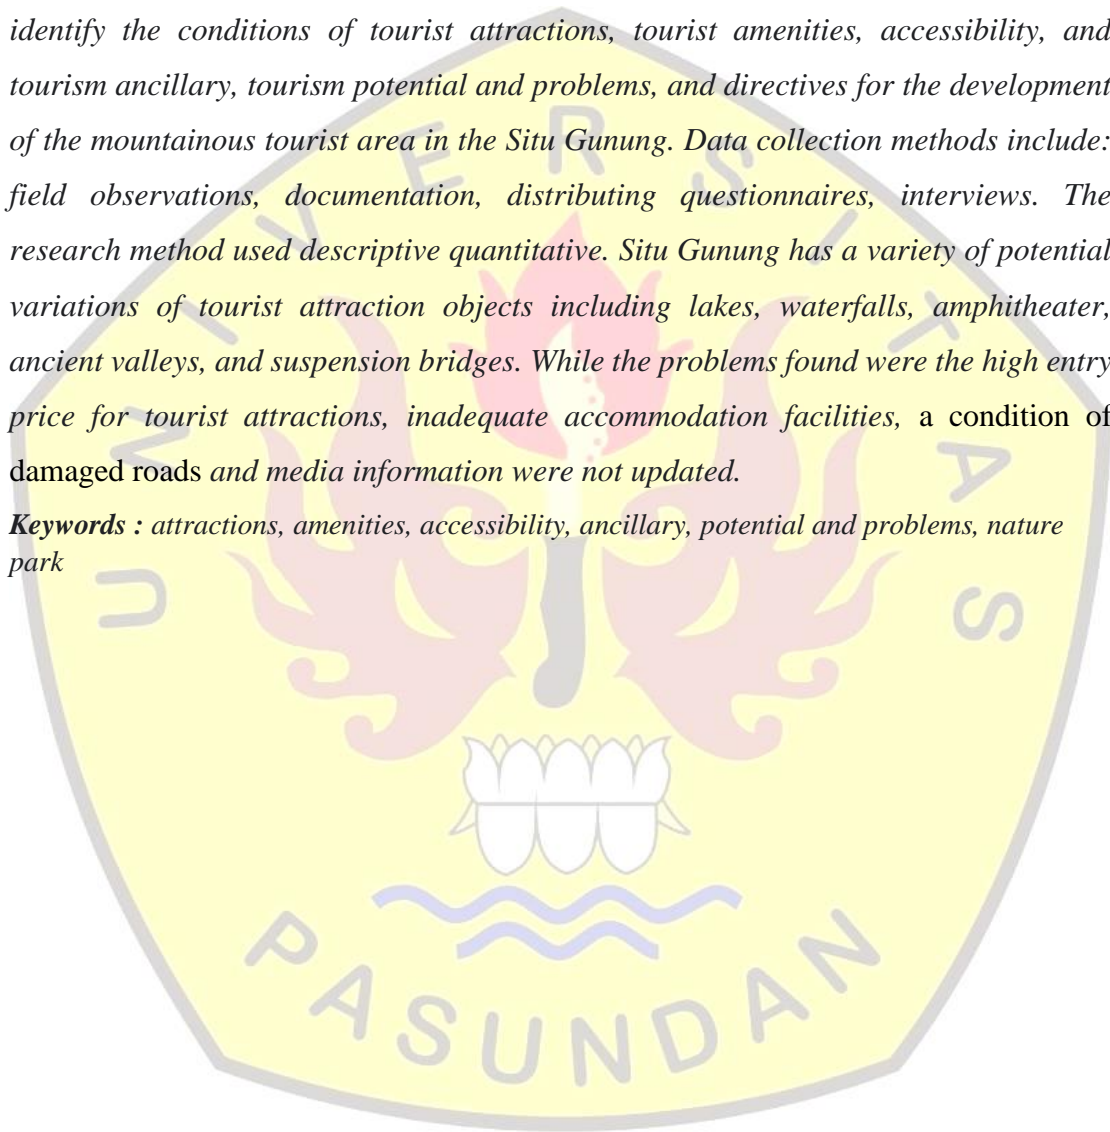 identify the conditions of tourist attractions, tourist amenities, accessibility, and
tourism ancillary, tourism potential and problems, and directives for the development
of the mountainous tourist area in the Situ Gunung. Data collection methods include:
field observations, documentation, distributing questionnaires, interviews. The
research method used descriptive quantitative. Situ Gunung has a variety of potential
variations of tourist attraction objects including lakes, waterfalls, amphitheater,
ancient valleys, and suspension bridges. While the problems found were the high entry
price for tourist attractions, inadequate accommodation facilities, a condition of
damaged roads and media information were not updated.
Keywords : attractions, amenities, accessibility, ancillary, potential and problems, nature
park
UNIVERSITAS
PASUNDAN